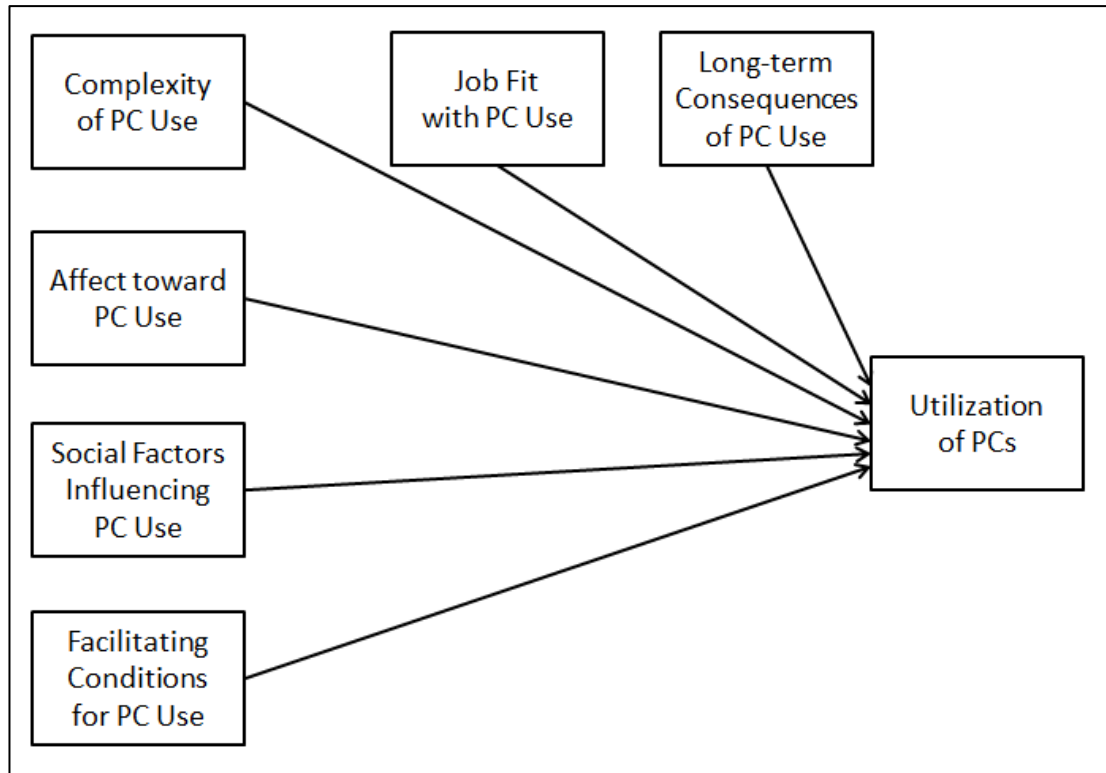 Complexity
of PC Use
Job Fit
with PC Use
Long-term
Consequences
of PC Use
Affect toward
PC Use
Social Factors
Influencing
PC Use
Facilitating
Conditions
for PC Use
Utilization
of PCs